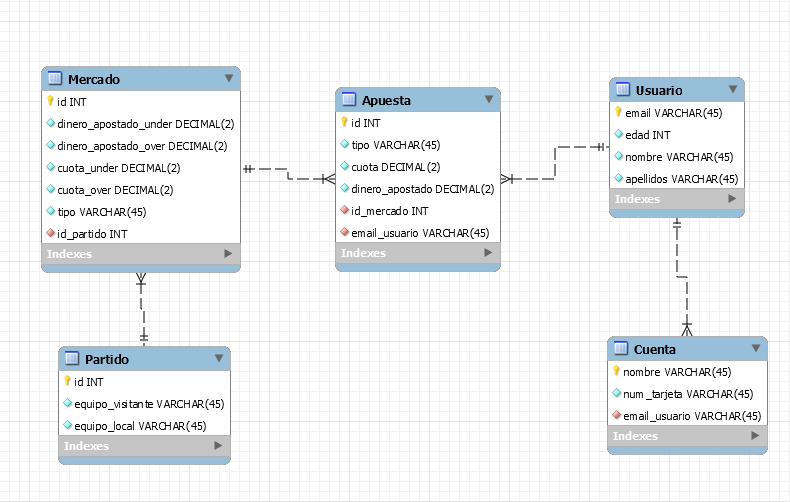 Mercado
id INT
dinero_apostado_under DECIMAL(2)
dinero_apostado_over DECIMAL(2)
cuota_under DECIMAL(2)
cuota_over DECIMAL(2)
tipo VARCHAR(45)
id_partido INT
Indexes
Apuesta
id INT
tipo VARCHAR(45)
cuota DECIMAL(2)
dinero_apostado DECIMAL(2)
id_mercado INT
email_usuario VARCHAR(45)
Indexes
Usuario
email VARCHAR(45)
edad INT
nombre VARCHAR(45)
apellidos VARCHAR(45)
Indexes
Partido
id INT
equipo_visitante VARCHAR(45)
equipo_local VARCHAR(45)
Indexes
Cuenta
nombre VARCHAR(45)
num_tarjeta VARCHAR(45)
email_usuario VARCHAR(45)
Indexes